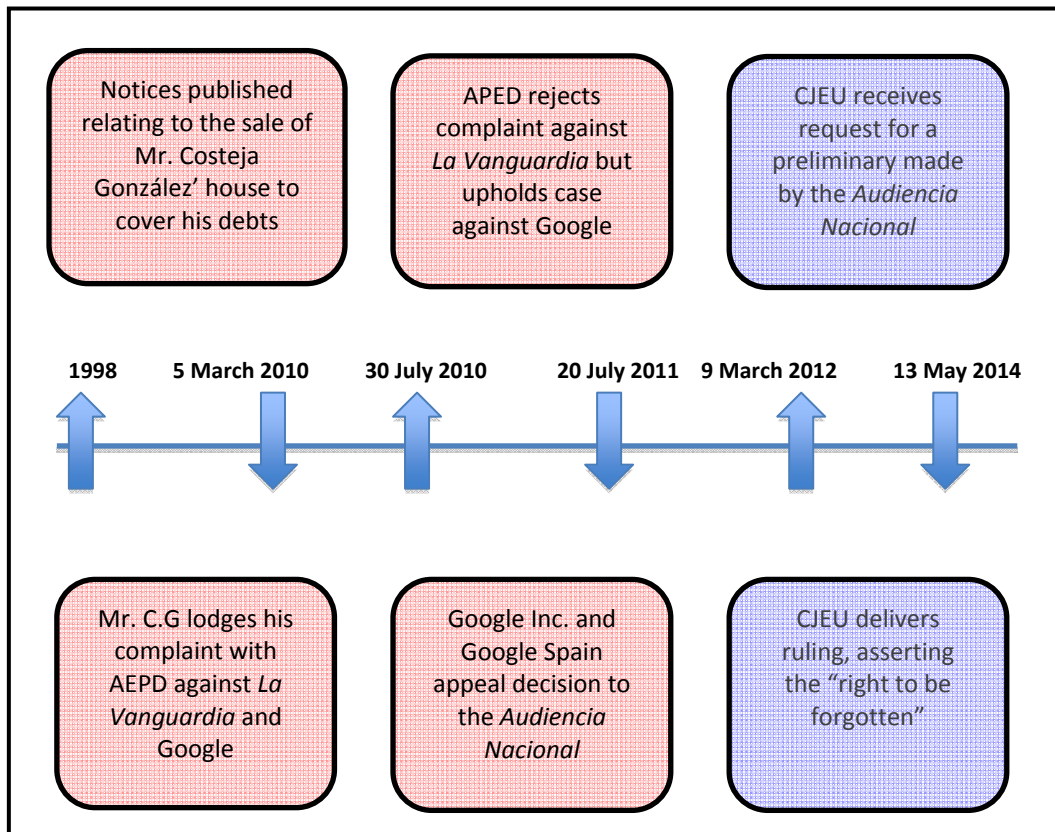 Notices published
relating to the sale of
Mr. Costeja
González’ house to
cover his debts
APED rejects
complaint against
La Vanguardia but
upholds case
against Google
CJEU receives
request for a
preliminary made
by the Audiencia
Nacional
1998
5 March 2010
30 July 2010
20 July 2011
9 March 2012
13 May 2014
Mr. C.G lodges his
complaint with
AEPD against La
Vanguardia and
Google
Google Inc. and
Google Spain
appeal decision to
the Audiencia
Nacional
CJEU delivers
ruling, asserting
the “right to be
forgotten”